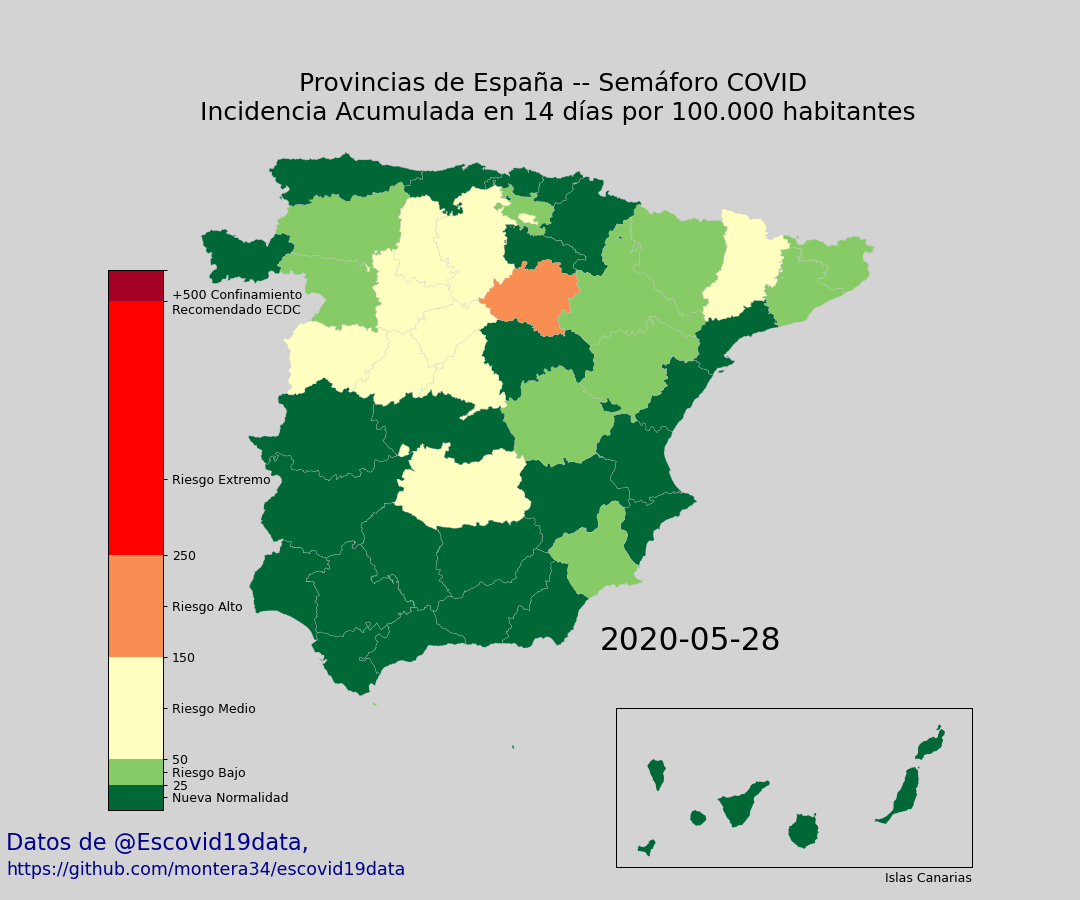 Provincias de España -- Semáforo COVID
Incidencia Acumulada en 14 días por 100.000 habitantes
+500 Confinamiento
Recomendado ECDC
Riesgo Extremo
250
Riesgo Alto
150
Riesgo Medio
50
Riesgo Bajo
25
Nueva Normalidad
2020-05-28
Islas Canarias
Datos de @Escovid19data,
https://github.com/montera34/escovid19data